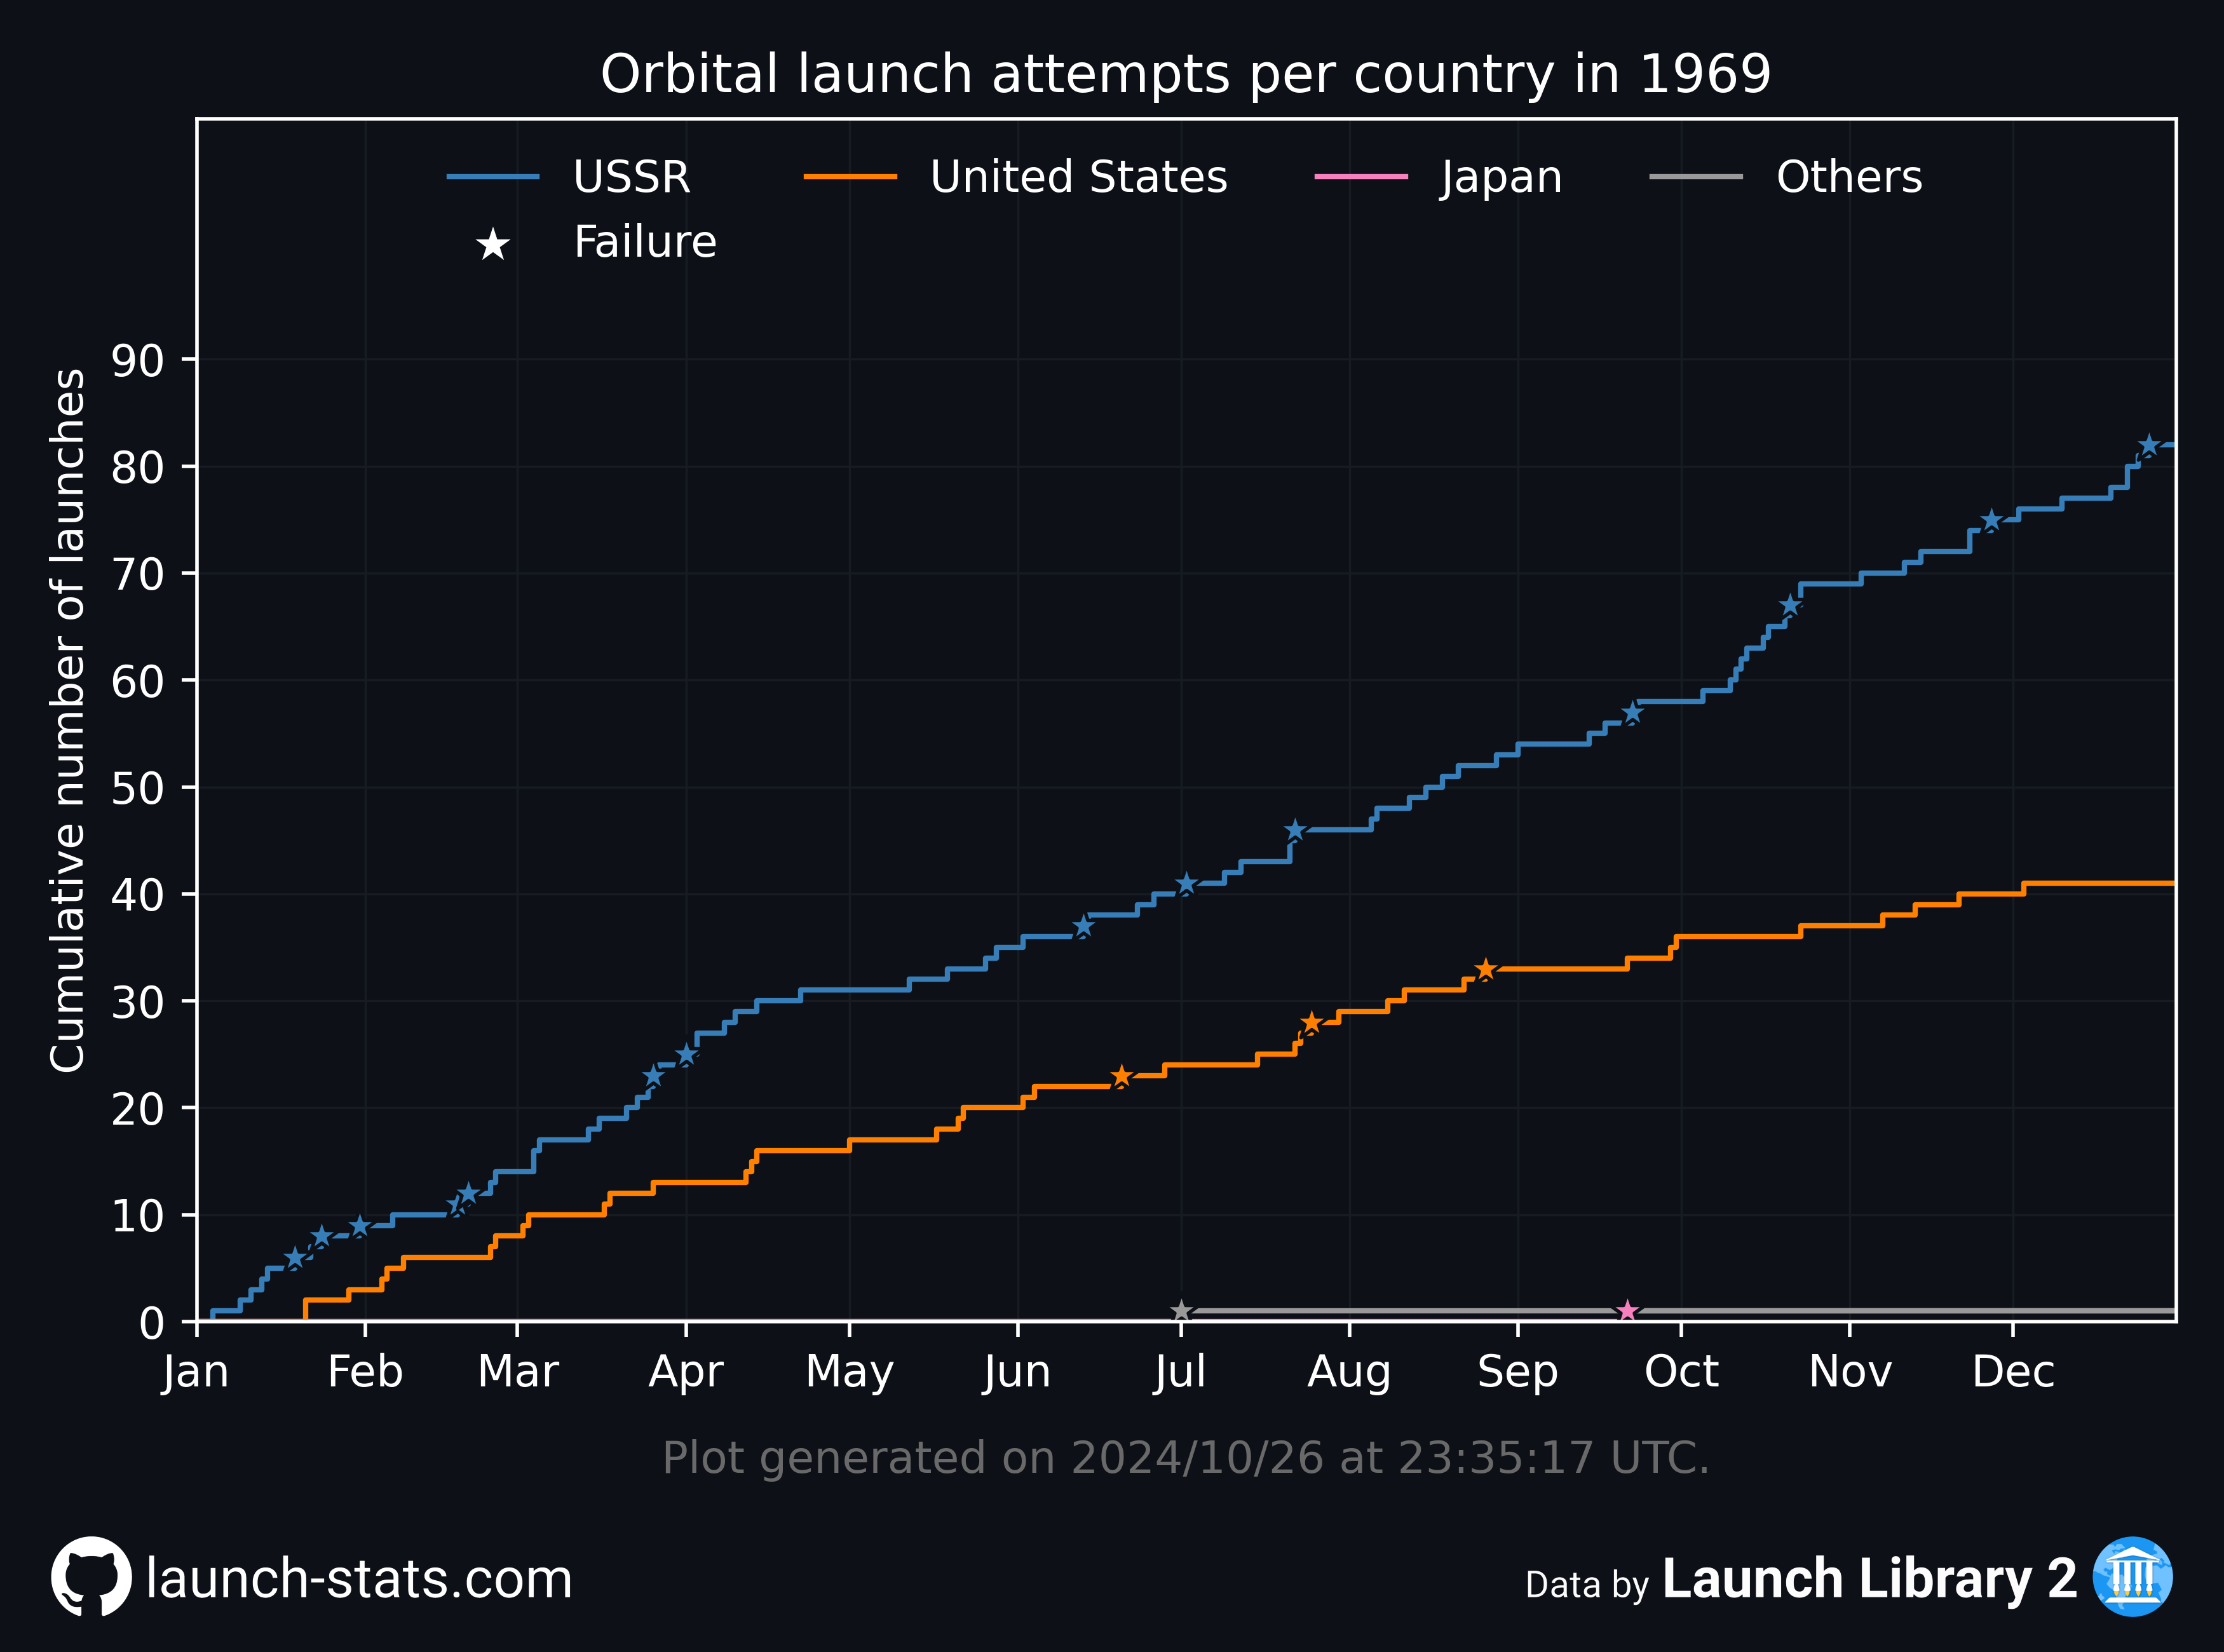 Orbital launch attempts per country in 1969
USSR United States Japan Others
Failure
Cumulative number of launches
90
80
70
60
50
40
30
20
10
0
Jan Feb Mar Apr May Jun Jul Aug Sep Oct Nov Dec
Plot generated on 2024/10/26 at 23:35:17 UTC.
launch-stats.com
Data by Launch Library 2